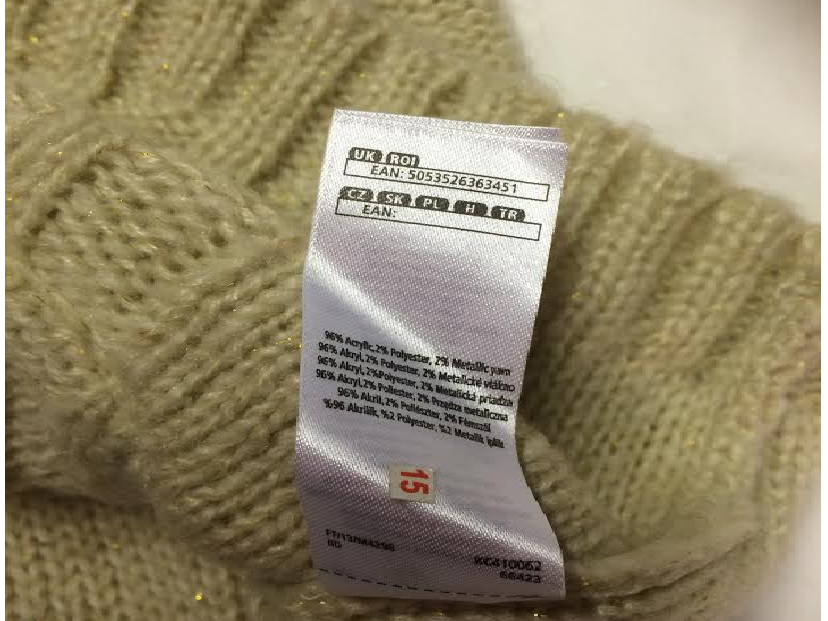 UK ROI
EAN: 5053526363451
CZ SK PL H TR
EAN:
96% Acrylic, 2% Polyester, 2% Metallic yarn
96% Akryl, 2% Polyester, 2% Metalické vlákno
96% Akryl, 2%Polyester, 2% Metalická priadza
96% Akryl, 2% Poliester, 2% Przędza metaliczna
96% Akril, 2% Poliészter, 2% Fémszál
%96 Akrilik, %2 Polyester, %2 Metalik İplik
15
KC410062
66423